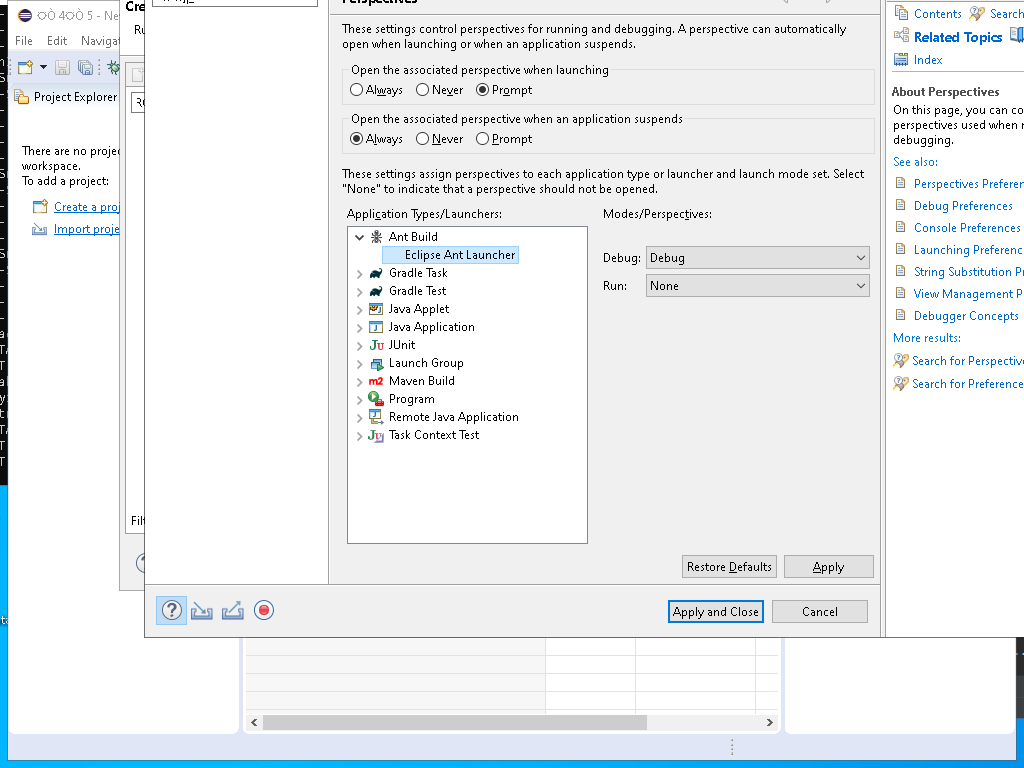 File Edit Navigat
Project Explorer
There are no projec
workspace.
To add a project:
Create a proj
Import proje
Cre
Ru
Filt
Perspectives
These settings control perspectives for running and debugging. A perspective can automatically
open when launching or when an application suspends.
Open the associated perspective when launching
Always Never Prompt
Open the associated perspective when an application suspends
Always Never Prompt
These settings assign perspectives to each application type or launcher and launch mode set. Select
"None" to indicate that a perspective should not be opened.
Application Types/Launchers:
Ant Build
Eclipse Ant Launcher
Gradle Task
Gradle Test
Java Applet
Java Application
JUnit
Launch Group
Maven Build
Program
Remote Java Application
Task Context Test
Modes/Perspectives:
Debug: Debug
Run: None
Restore Defaults Apply
Apply and Close Cancel
Contents Search
Related Topics
Index
About Perspectives
On this page, you can co
perspectives used when r
debugging.
See also:
Perspectives Preferen
Debug Preferences
Console Preferences
Launching Preferenc
String Substitution Pr
View Management P
Debugger Concepts
More results:
Search for Perspective
Search for Preference